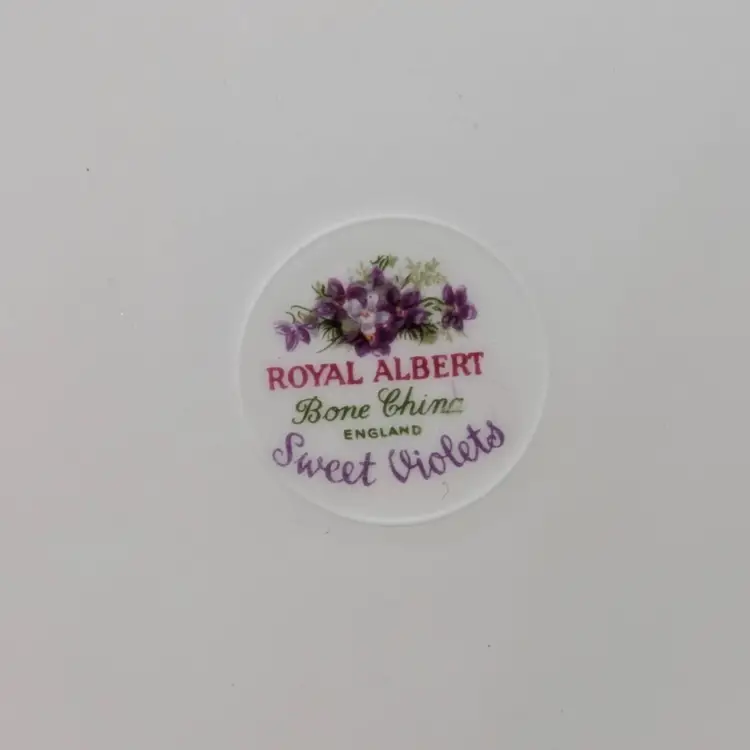 ROYAL ALBERT
Bone China
ENGLAND
Sweet Violets